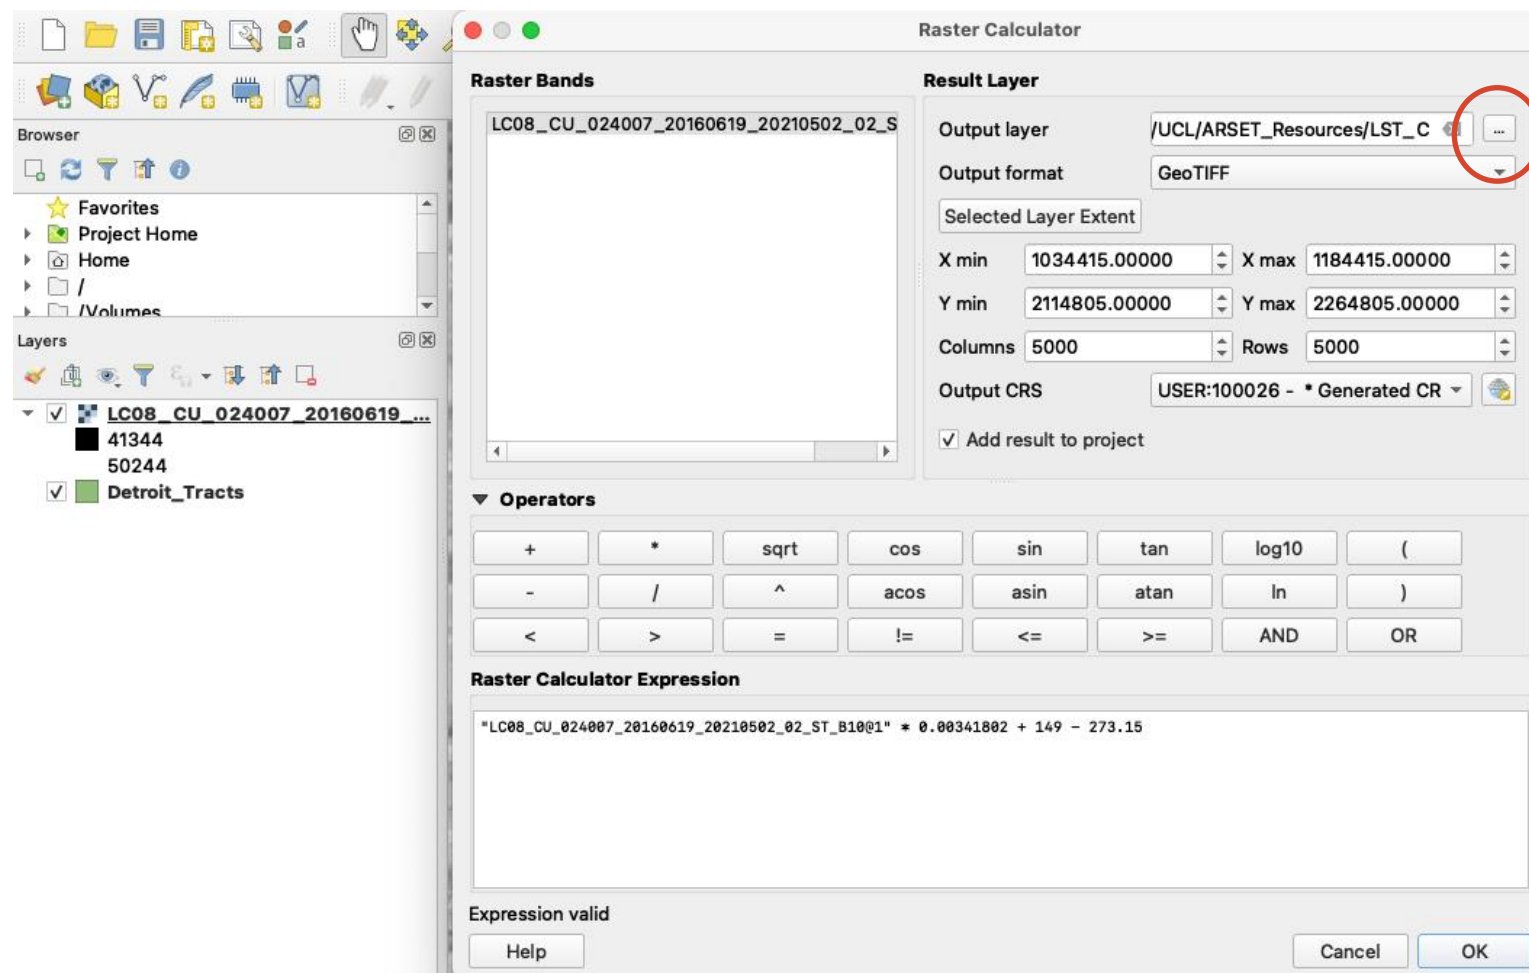 Raster Calculator
Browser
Favorites
Project Home
Home
/
/Volumes
Layers
LC08_CU_024007_20160619_...
41344
50244
Detroit_Tracts
Raster Bands
LC08_CU_024007_20160619_20210502_02_S
Result Layer
Output layer /UCL/ARSET_Resources/LST_C ...
Output format GeoTIFF
Selected Layer Extent
X min 1034415.00000 X max 1184415.00000
Y min 2114805.00000 Y max 2264805.00000
Columns 5000 Rows 5000
Output CRS USER:100026 - * Generated CR
Add result to project
Operators
+ * sqrt cos sin tan log10 (
- / ^ acos asin atan ln )
< > = != <= >= AND OR
Raster Calculator Expression
"LC08_CU_024007_20160619_20210502_02_ST_B10@1" * 0.00341802 + 149 - 273.15
Expression valid
Help Cancel OK